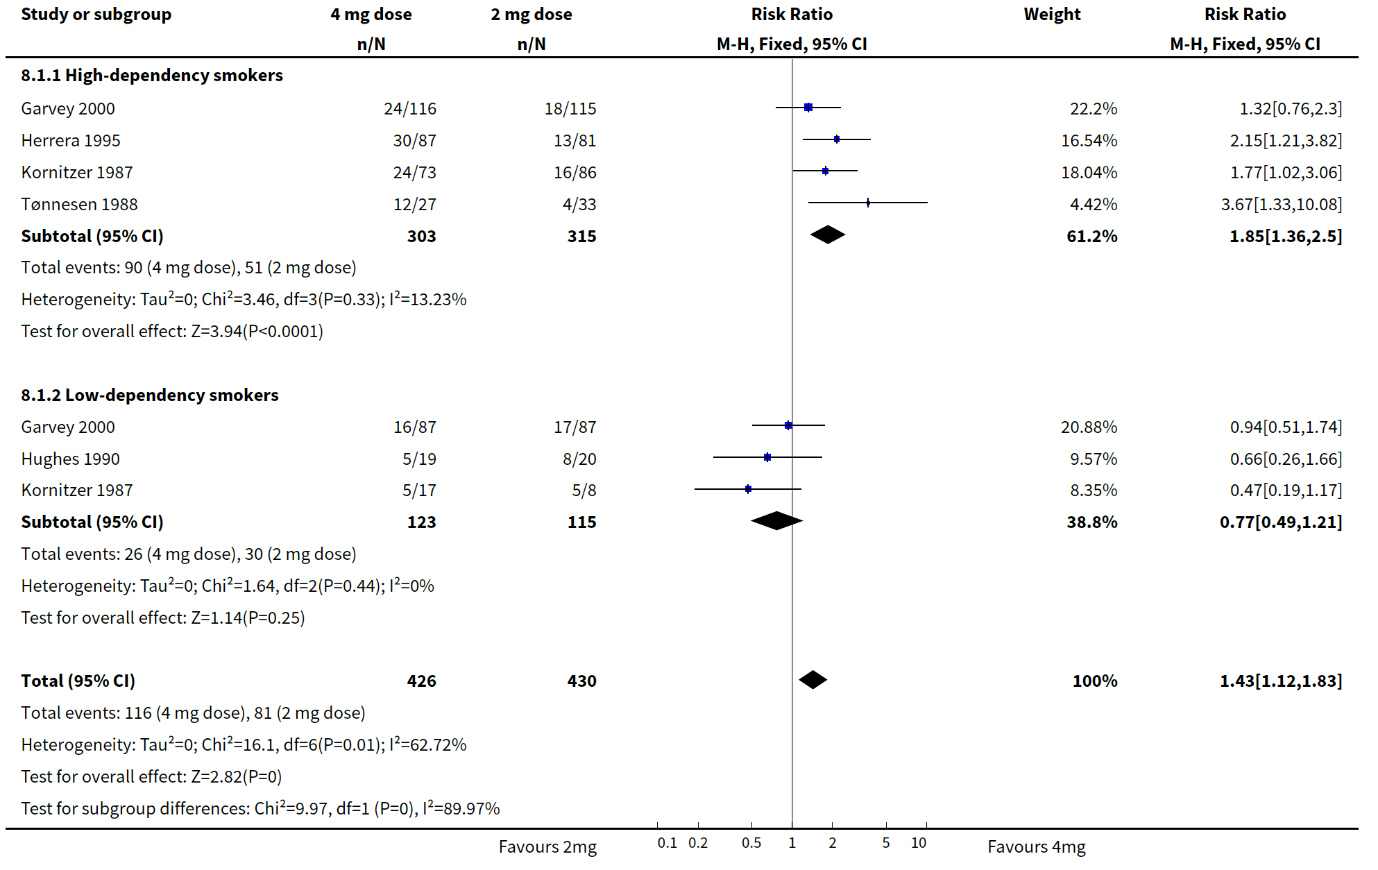 Study or subgroup 4 mg dose 2 mg dose Risk Ratio Weight Risk Ratio
n/N n/N M-H, Fixed, 95% CI M-H, Fixed, 95% CI
8.1.1 High-dependency smokers
Garvey 2000 24/116 18/115 22.2% 1.32[0.76,2.3]
Herrera 1995 30/87 13/81 16.54% 2.15[1.21,3.82]
Kornitzer 1987 24/73 16/86 18.04% 1.77[1.02,3.06]
Tønnesen 1988 12/27 4/33 4.42% 3.67[1.33,10.08]
Subtotal (95% CI) 303 315 61.2% 1.85[1.36,2.5]
Total events: 90 (4 mg dose), 51 (2 mg dose)
Heterogeneity: Tau²=0; Chi²=3.46, df=3(P=0.33); I²=13.23%
Test for overall effect: Z=3.94(P<0.0001)
8.1.2 Low-dependency smokers
Garvey 2000 16/87 17/87 20.88% 0.94[0.51,1.74]
Hughes 1990 5/19 8/20 9.57% 0.66[0.26,1.66]
Kornitzer 1987 5/17 5/8 8.35% 0.47[0.19,1.17]
Subtotal (95% CI) 123 115 38.8% 0.77[0.49,1.21]
Total events: 26 (4 mg dose), 30 (2 mg dose)
Heterogeneity: Tau²=0; Chi²=1.64, df=2(P=0.44); I²=0%
Test for overall effect: Z=1.14(P=0.25)
Total (95% CI) 426 430 100% 1.43[1.12,1.83]
Total events: 116 (4 mg dose), 81 (2 mg dose)
Heterogeneity: Tau²=0; Chi²=16.1, df=6(P=0.01); I²=62.72%
Test for overall effect: Z=2.82(P=0)
Test for subgroup differences: Chi²=9.97, df=1 (P=0), I²=89.97%
0.1 0.2 0.5 1 2 5 10
Favours 2mg Favours 4mg